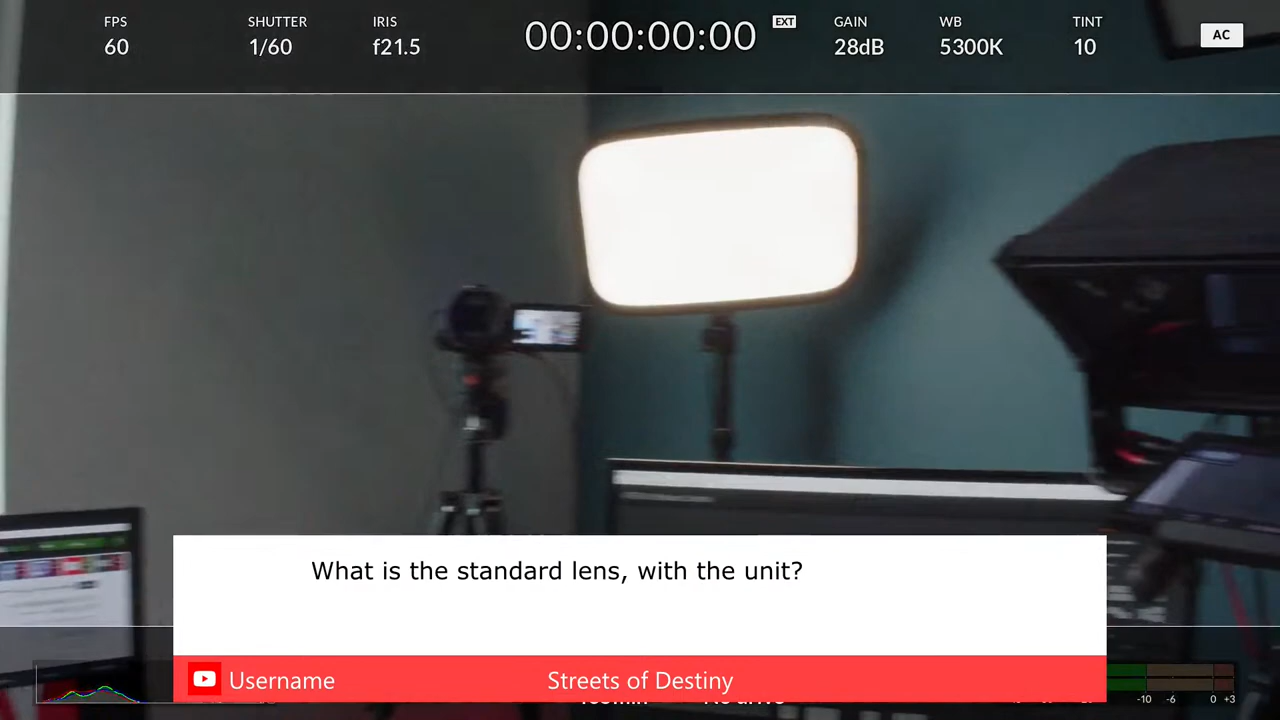 FPS SHUTTER IRIS 00:00:00:00 EXT GAIN WB TINT AC
60 1/60 f21.5 28dB 5300K 10
What is the standard lens, with the unit?
Username Streets of Destiny
-10 -6 0 +3